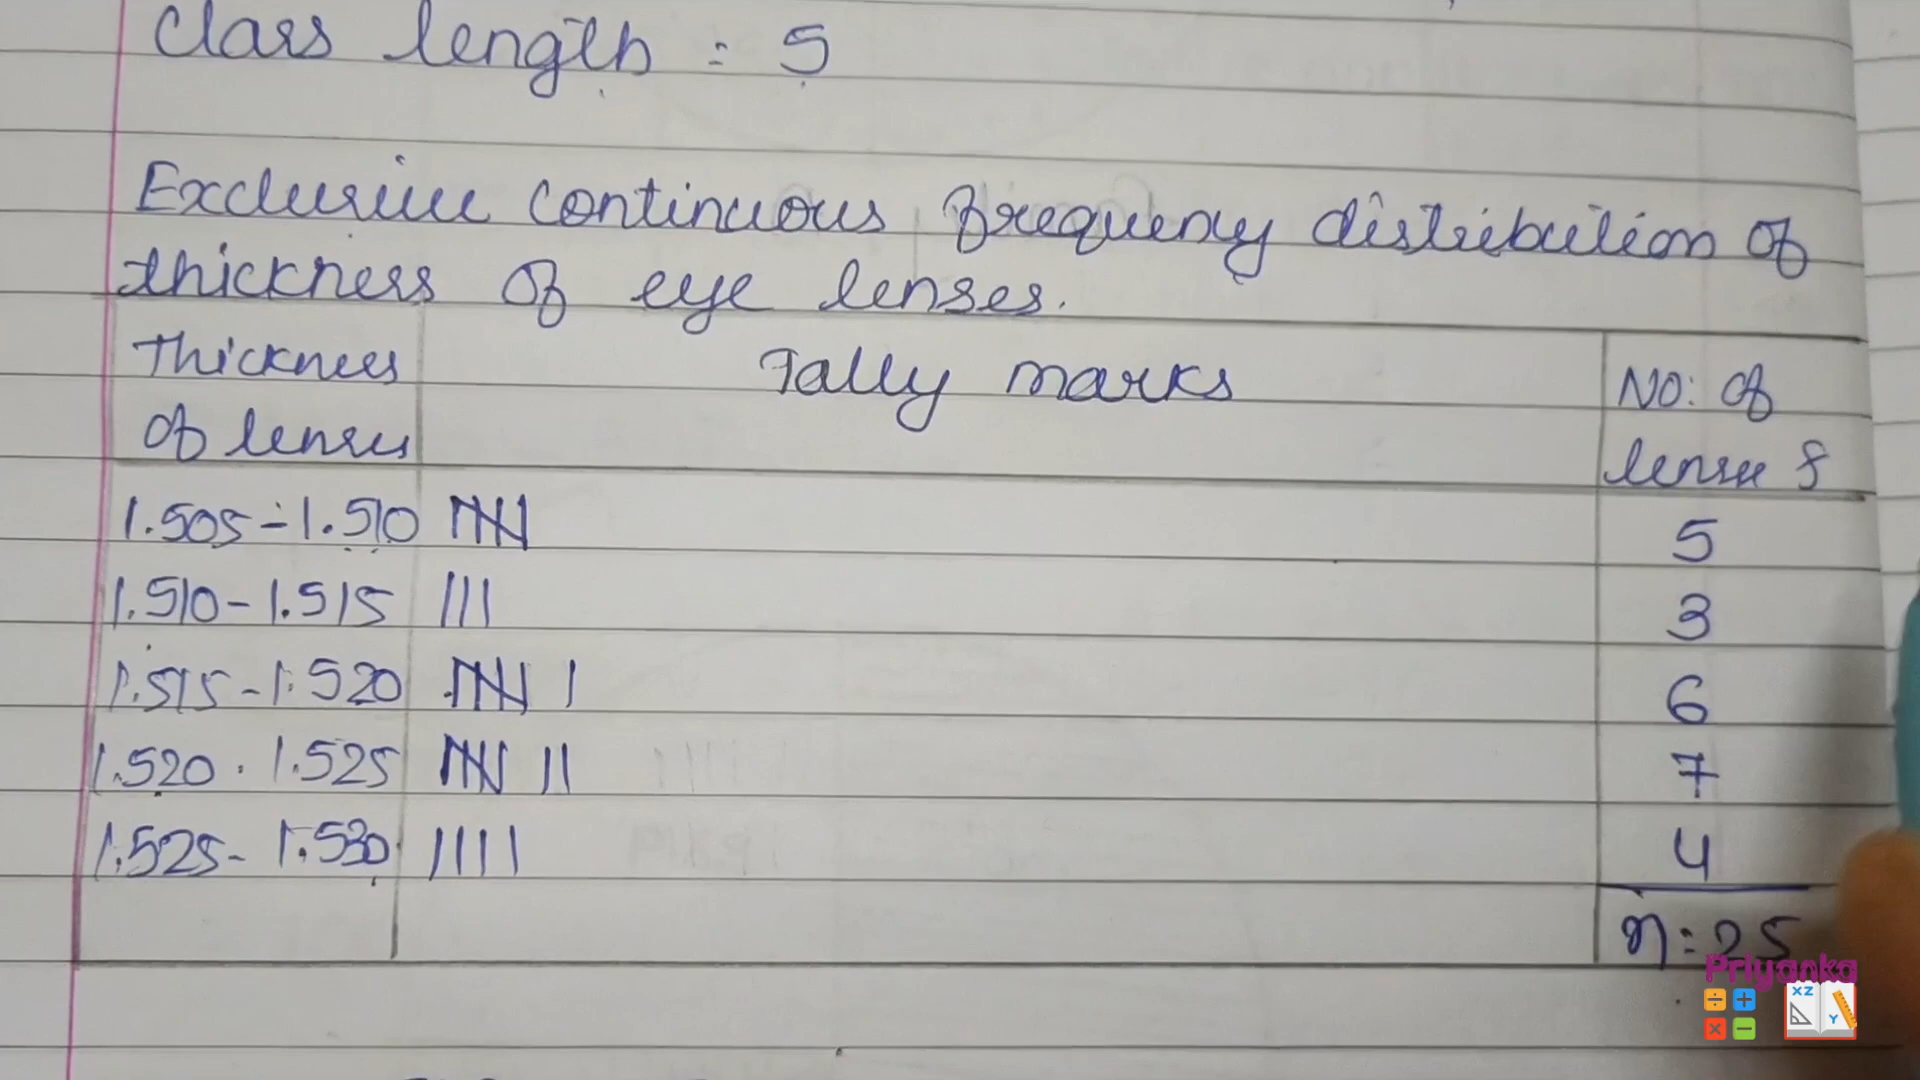 Class length = 5
Exclusive continuous frequency distribution of
thickness of eye lenses.
Thickness Tally marks No: of
of lenses lenses f
1.505-1.510 𝍸 5
1.510-1.515 ||| 3
1.515-1.520 𝍸 | 6
1.520 - 1.525 𝍸 || 7
1.525- 1.530 |||| 4
n=25
Priyanka
XZ
Y